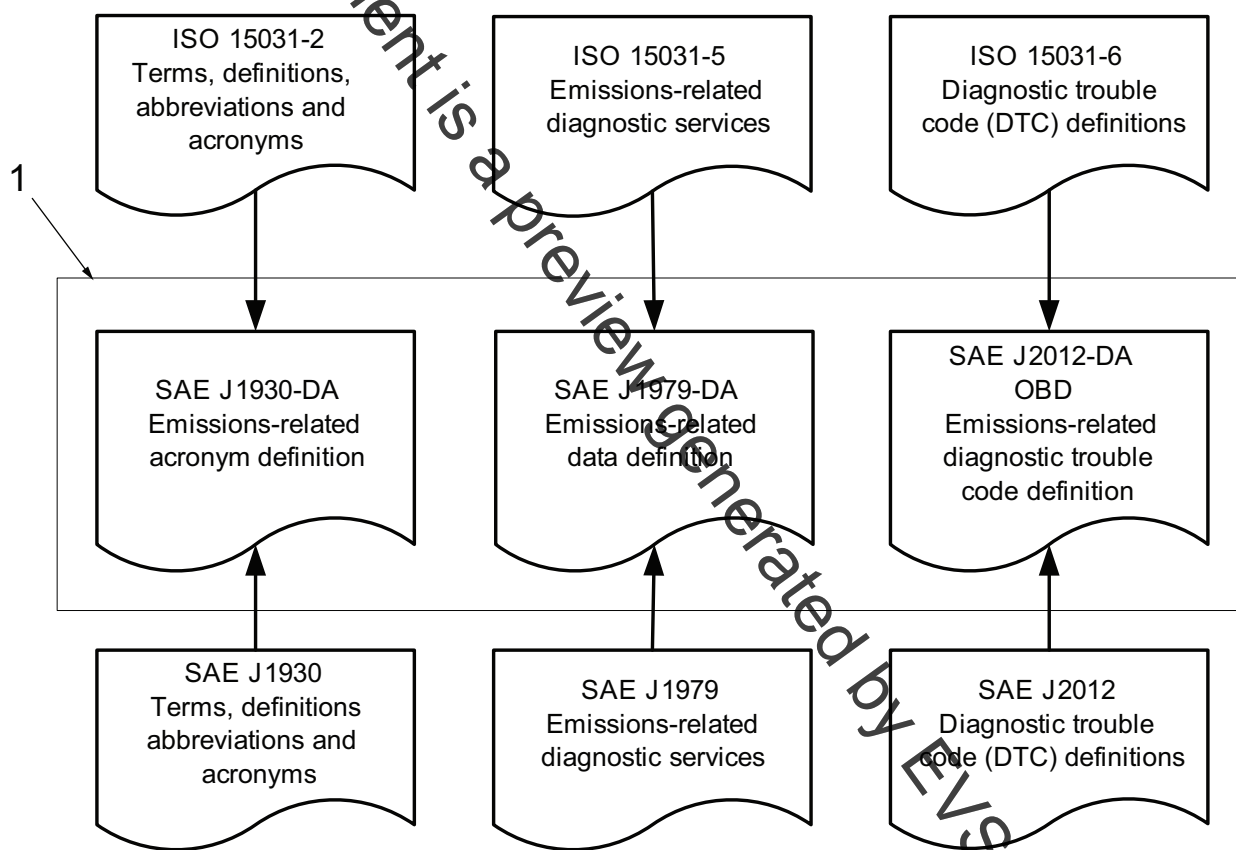 ISO 15031-2
Terms, definitions,
abbreviations and
acronyms
ISO 15031-5
Emissions-related
diagnostic services
ISO 15031-6
Diagnostic trouble
code (DTC) definitions
1
SAE J1930-DA
Emissions-related
acronym definition
SAE J1979-DA
Emissions-related
data definition
SAE J2012-DA
OBD
Emissions-related
diagnostic trouble
code definition
SAE J1930
Terms, definitions
abbreviations and
acronyms
SAE J1979
Emissions-related
diagnostic services
SAE J2012
Diagnostic trouble
code (DTC) definitions
ment is a preview generated by EVS